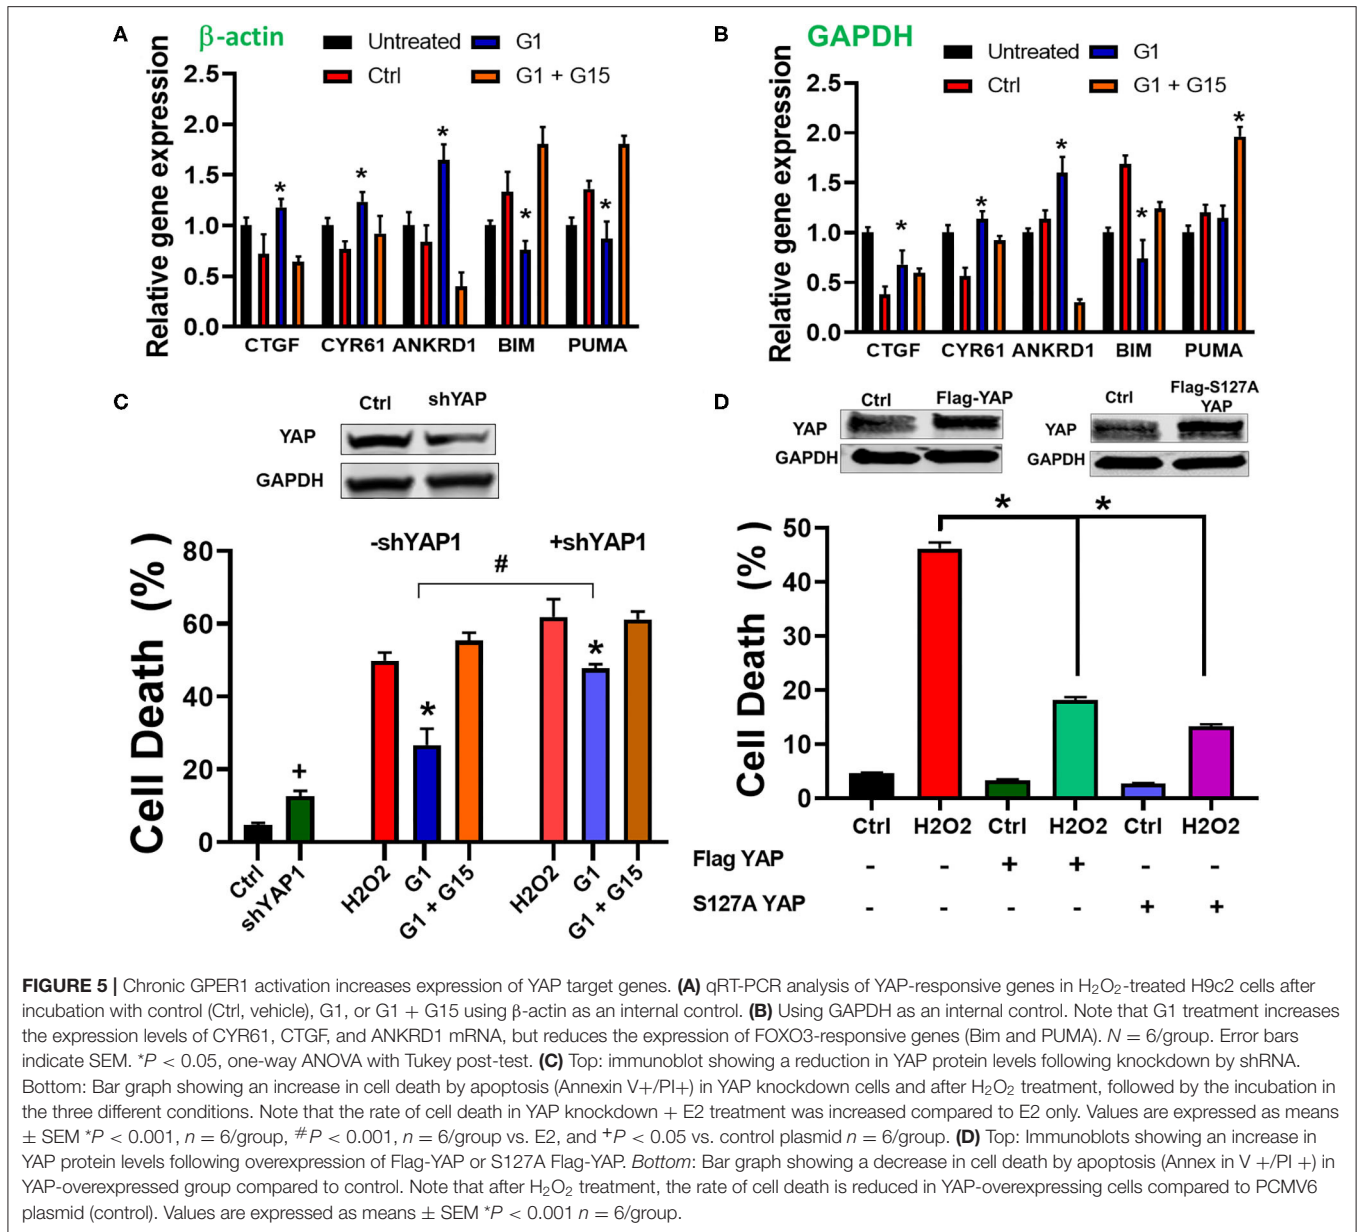 A
β-actin
Untreated
G1
Ctrl
G1 + G15
Relative gene expression
2.5
2.0
1.5
1.0
0.5
0.0
*
*
*
*
*
CTGF CYR61 ANKRD1 BIM PUMA
B
GAPDH
Untreated
G1
Ctrl
G1 + G15
Relative gene expression
2.5
2.0
1.5
1.0
0.5
0.0
*
*
*
*
*
CTGF CYR61 ANKRD1 BIM PUMA
C
Ctrl shYAP
YAP
GAPDH
Cell Death (%)
80
60
40
20
0
-shYAP1 +shYAP1
#
+
*
*
Ctrl shYAP1 H2O2 G1 G1 + G15 H2O2 G1 G1 + G15
D
Ctrl Flag-YAP
YAP
GAPDH
Ctrl Flag-S127A
YAP
YAP
GAPDH
Cell Death (%)
50
40
30
20
10
0
* *
Ctrl H2O2 Ctrl H2O2 Ctrl H2O2
Flag YAP - - + + - -
S127A YAP - - - - + +
FIGURE 5 | Chronic GPER1 activation increases expression of YAP target genes. (A) qRT-PCR analysis of YAP-responsive genes in H₂O₂-treated H9c2 cells after
incubation with control (Ctrl, vehicle), G1, or G1 + G15 using β-actin as an internal control. (B) Using GAPDH as an internal control. Note that G1 treatment increases
the expression levels of CYR61, CTGF, and ANKRD1 mRNA, but reduces the expression of FOXO3-responsive genes (Bim and PUMA). N = 6/group. Error bars
indicate SEM. *P < 0.05, one-way ANOVA with Tukey post-test. (C) Top: immunoblot showing a reduction in YAP protein levels following knockdown by shRNA.
Bottom: Bar graph showing an increase in cell death by apoptosis (Annexin V+/PI+) in YAP knockdown cells and after H₂O₂ treatment, followed by the incubation in
the three different conditions. Note that the rate of cell death in YAP knockdown + E2 treatment was increased compared to E2 only. Values are expressed as means
± SEM *P < 0.001, n = 6/group, #P < 0.001, n = 6/group vs. E2, and +P < 0.05 vs. control plasmid n = 6/group. (D) Top: Immunoblots showing an increase in
YAP protein levels following overexpression of Flag-YAP or S127A Flag-YAP. Bottom: Bar graph showing a decrease in cell death by apoptosis (Annex in V +/PI +) in
YAP-overexpressed group compared to control. Note that after H₂O₂ treatment, the rate of cell death is reduced in YAP-overexpressing cells compared to PCMV6
plasmid (control). Values are expressed as means ± SEM *P < 0.001 n = 6/group.